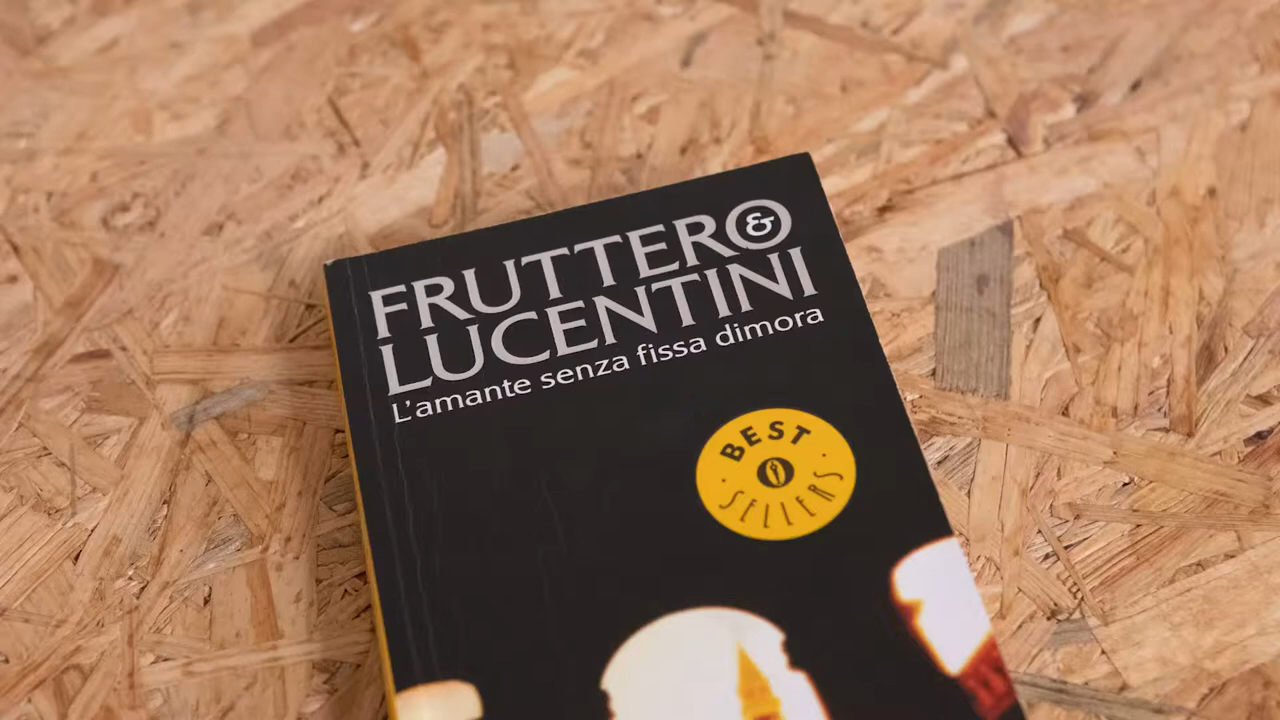 FRUTTERO
&
LUCENTINI
L'amante senza fissa dimora
BEST
SELLERS